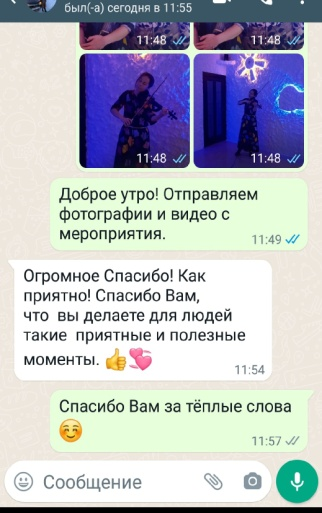 был(-а) сегодня в 11:55
11:48
11:48
11:48
11:48
Доброе утро! Отправляем
фотографии и видео с
мероприятия.
11:49
Огромное Спасибо! Как
приятно! Спасибо Вам,
что вы делаете для людей
такие приятные и полезные
моменты. 👍💞
11:54
Спасибо Вам за тёплые слова
☺️
11:57
Сообщение